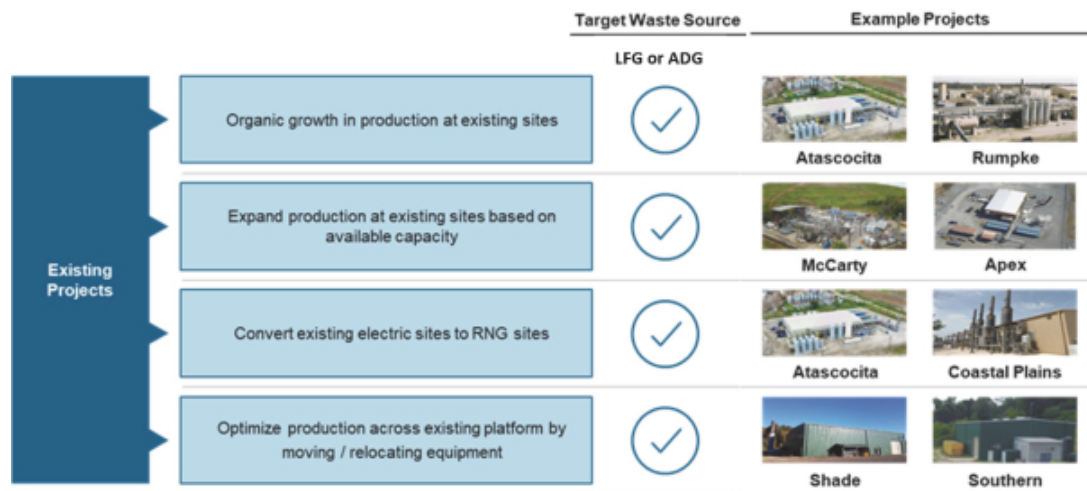 Target Waste Source
Example Projects
LFG or ADG
Existing
Projects
Organic growth in production at existing sites
Atascocita
Rumpke
Expand production at existing sites based on
available capacity
McCarty
Apex
Convert existing electric sites to RNG sites
Atascocita
Coastal Plains
Optimize production across existing platform by
moving / relocating equipment
Shade
Southern